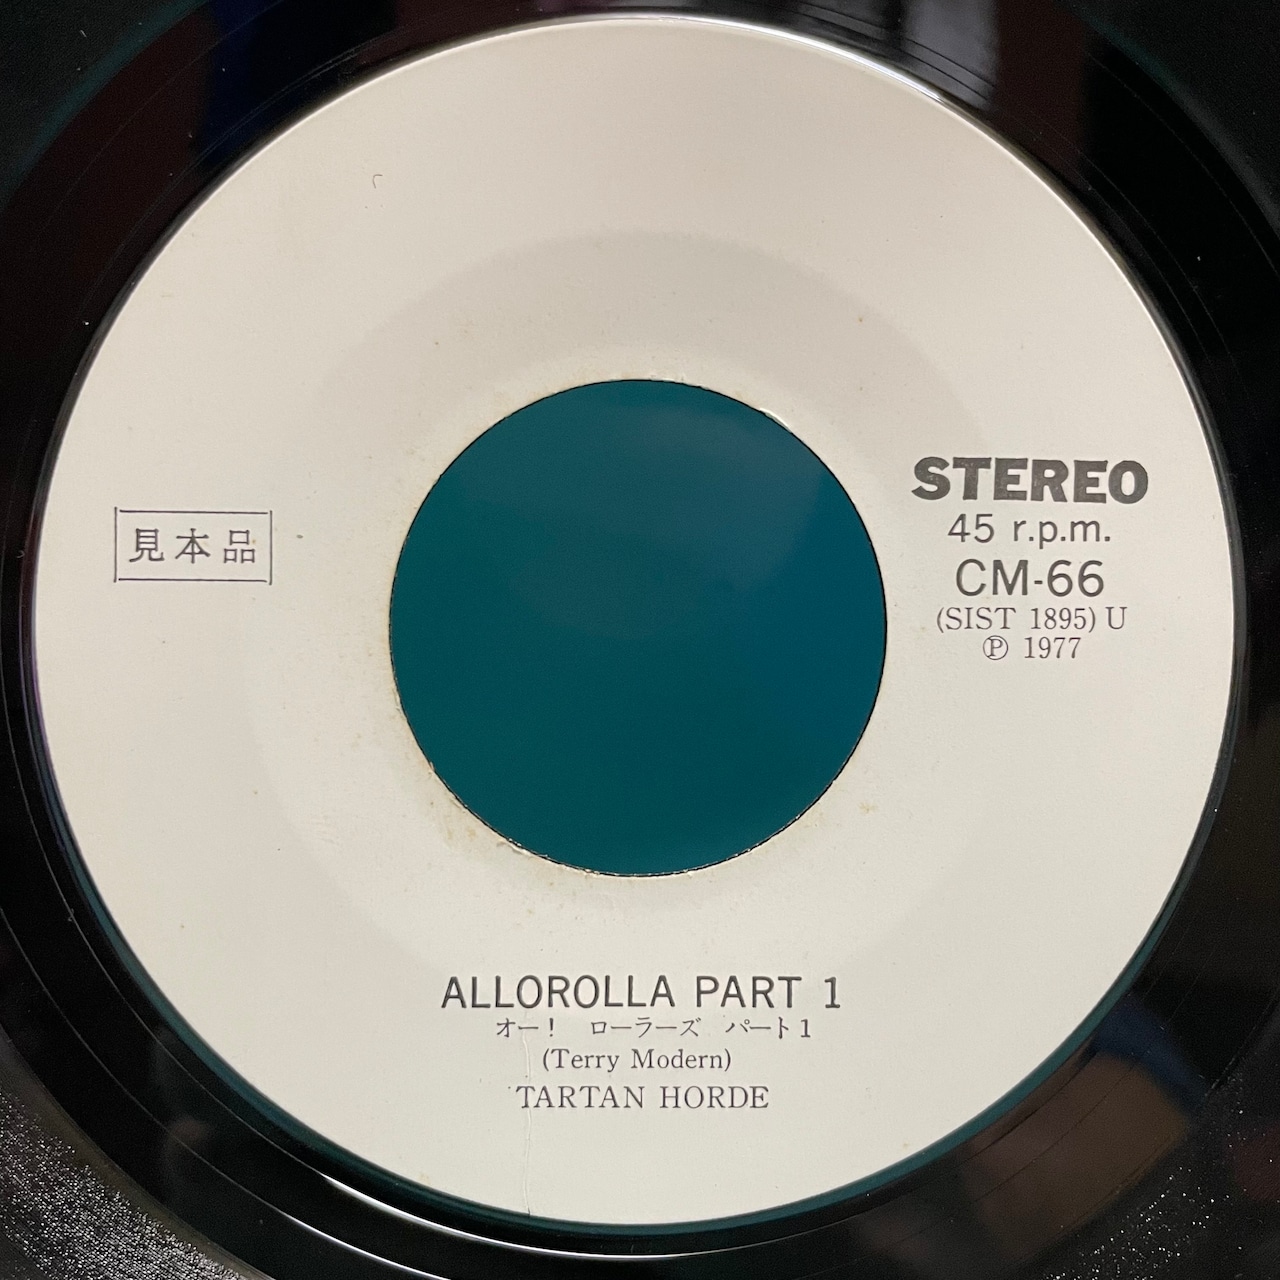 見本品
STEREO
45 r.p.m.
CM-66
(SIST 1895) U
Ⓟ 1977
ALLOROLLA PART 1
オー！ ローラーズ パート1
(Terry Modern)
TARTAN HORDE